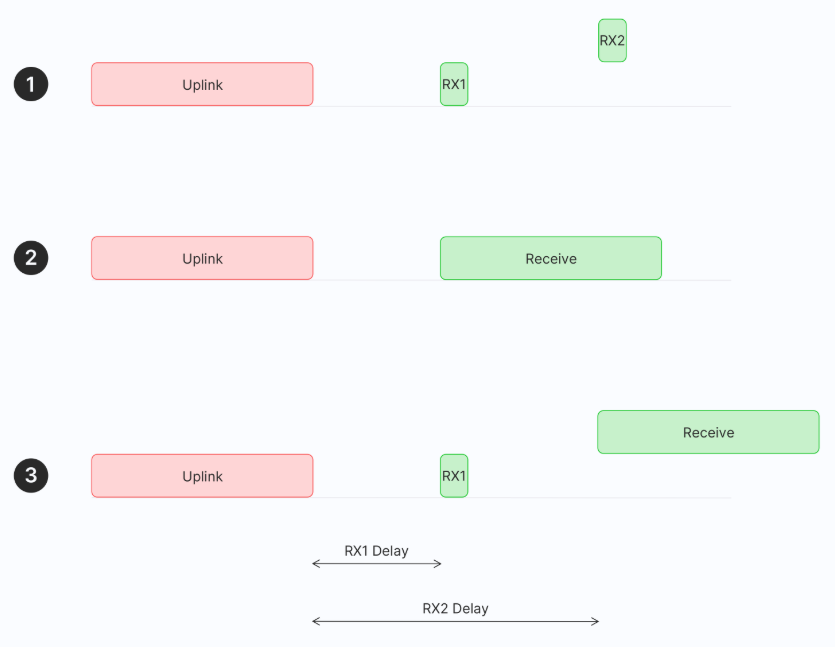 RX2
1
Uplink
RX1
2
Uplink
Receive
Receive
3
Uplink
RX1
RX1 Delay
RX2 Delay